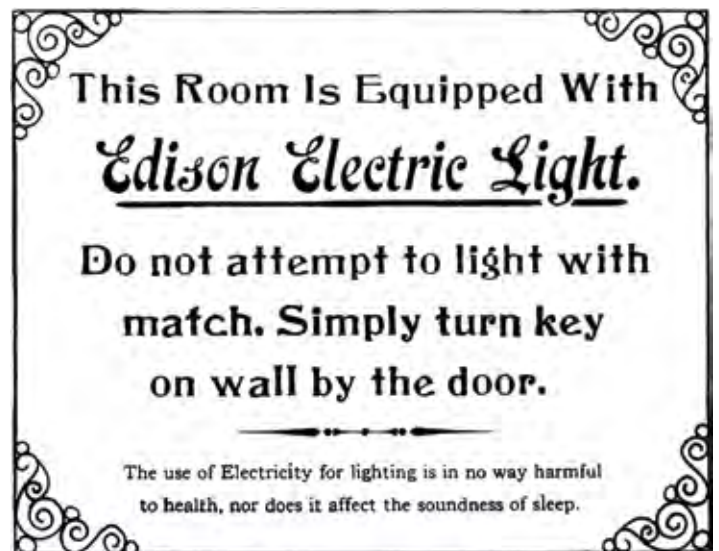 This Room Is Equipped With
Edison Electric Light.
Do not attempt to light with
match. Simply turn key
on wall by the door.
The use of Electricity for lighting is in no way harmful
to health, nor does it affect the soundness of sleep.